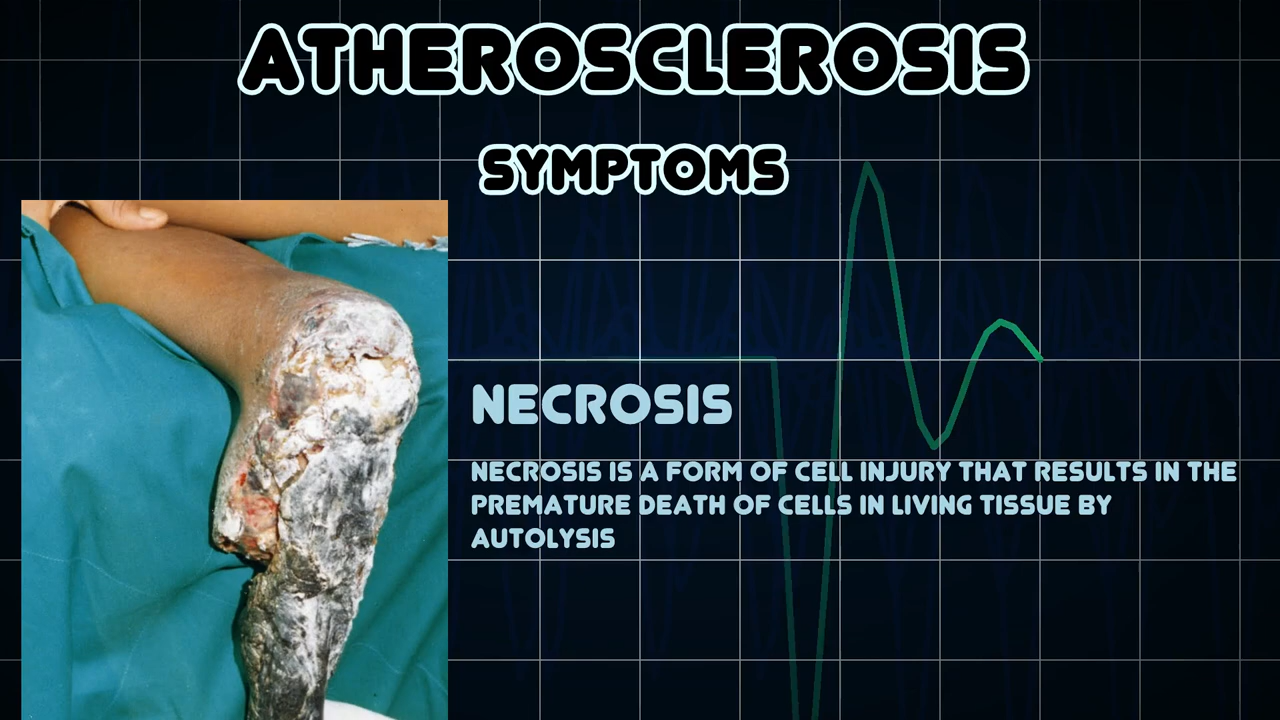 ATHEROSCLEROSIS
SYMPTOMS
NECROSIS
NECROSIS IS A FORM OF CELL INJURY THAT RESULTS IN THE
PREMATURE DEATH OF CELLS IN LIVING TISSUE BY
AUTOLYSIS